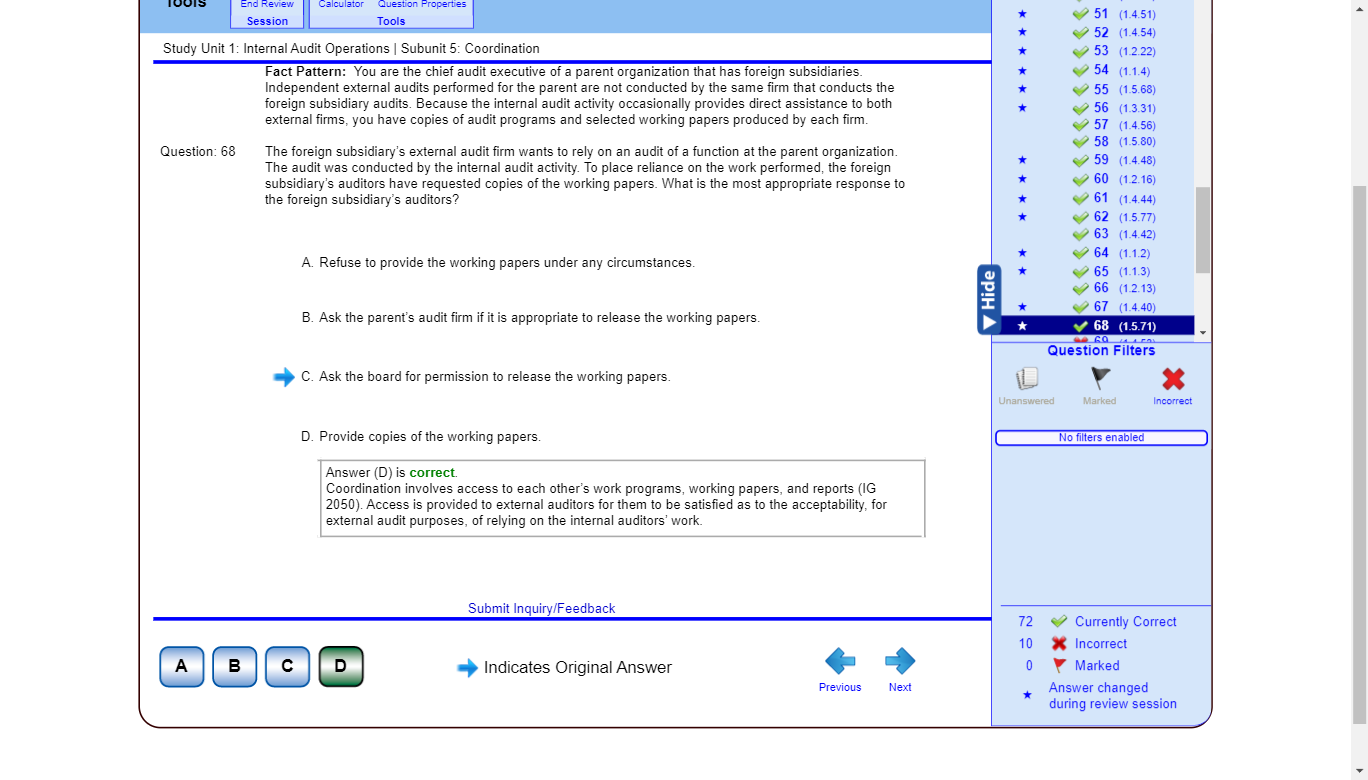 Tools
End Review
Session
Calculator Question Properties
Tools
Study Unit 1: Internal Audit Operations | Subunit 5: Coordination
Fact Pattern: You are the chief audit executive of a parent organization that has foreign subsidiaries.
Independent external audits performed for the parent are not conducted by the same firm that conducts the
foreign subsidiary audits. Because the internal audit activity occasionally provides direct assistance to both
external firms, you have copies of audit programs and selected working papers produced by each firm.
Question: 68
The foreign subsidiary's external audit firm wants to rely on an audit of a function at the parent organization.
The audit was conducted by the internal audit activity. To place reliance on the work performed, the foreign
subsidiary's auditors have requested copies of the working papers. What is the most appropriate response to
the foreign subsidiary's auditors?
A. Refuse to provide the working papers under any circumstances.
B. Ask the parent's audit firm if it is appropriate to release the working papers.
C. Ask the board for permission to release the working papers.
D. Provide copies of the working papers.
Answer (D) is correct.
Coordination involves access to each other's work programs, working papers, and reports (IG
2050). Access is provided to external auditors for them to be satisfied as to the acceptability, for
external audit purposes, of relying on the internal auditors' work.
Submit Inquiry/Feedback
A B C D
Indicates Original Answer
Previous
Next
51 (1.4.51)
52 (1.4.54)
53 (1.2.22)
54 (1.1.4)
55 (1.5.68)
56 (1.3.31)
57 (1.4.56)
58 (1.5.80)
59 (1.4.48)
60 (1.2.16)
61 (1.4.44)
62 (1.5.77)
63 (1.4.42)
64 (1.1.2)
65 (1.1.3)
66 (1.2.13)
67 (1.4.40)
68 (1.5.71)
Hide
Question Filters
Unanswered
Marked
Incorrect
No filters enabled
72 Currently Correct
10 Incorrect
0 Marked
Answer changed
during review session